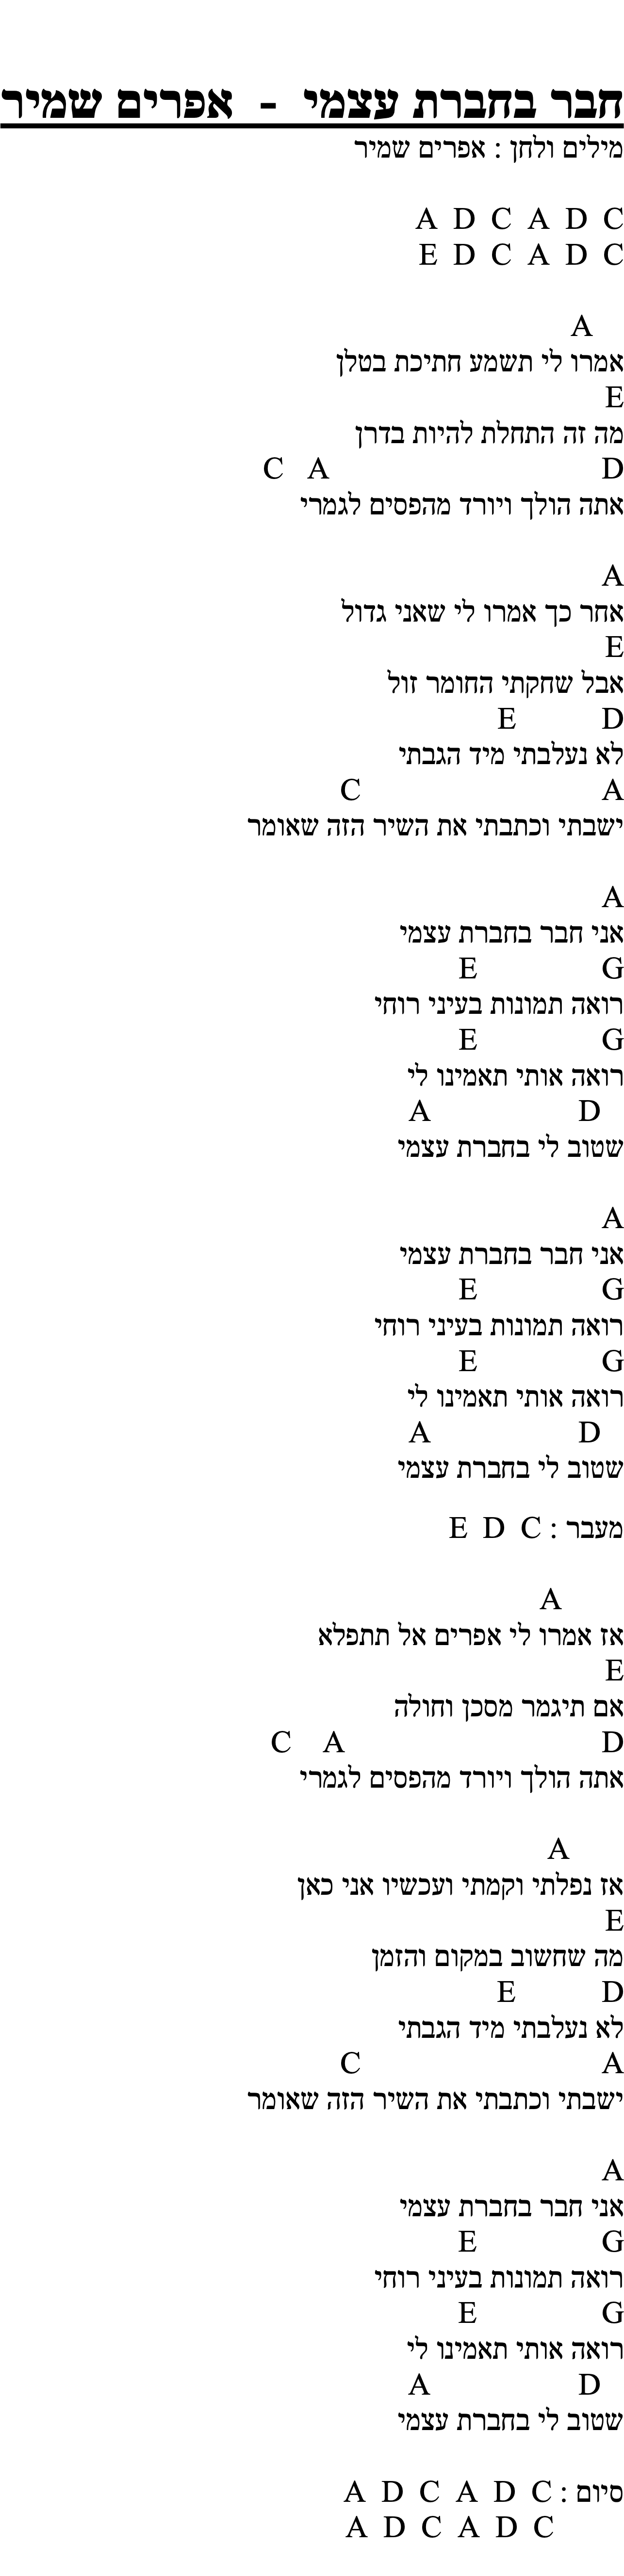 חבר בחברת עצמי - אפרים שמיר
מילים ולחן : אפרים שמיר
A D C A D C
E D C A D C
A
אמרו לי תשמע חתיכת בטלן
E
מה זה התחלת להיות בדרן
C A D
אתה הולך ויורד מהפסים לגמרי
A
אחר כך אמרו לי שאני גדול
E
אבל שחקתי החומר זול
E D
לא נעלבתי מיד הגבתי
C A
ישבתי וכתבתי את השיר הזה שאומר
A
אני חבר בחברת עצמי
E G
רואה תמונות בעיני רוחי
E G
רואה אותי תאמינו לי
A D
שטוב לי בחברת עצמי
A
אני חבר בחברת עצמי
E G
רואה תמונות בעיני רוחי
E G
רואה אותי תאמינו לי
A D
שטוב לי בחברת עצמי
מעבר : E D C
A
אז אמרו לי אפרים אל תתפלא
E
אם תיגמר מסכן וחולה
C A D
אתה הולך ויורד מהפסים לגמרי
A
אז נפלתי וקמתי ועכשיו אני כאן
E
מה שחשוב במקום והזמן
E D
לא נעלבתי מיד הגבתי
C A
ישבתי וכתבתי את השיר הזה שאומר
A
אני חבר בחברת עצמי
E G
רואה תמונות בעיני רוחי
E G
רואה אותי תאמינו לי
A D
שטוב לי בחברת עצמי
סיום : A D C A D C
A D C A D C